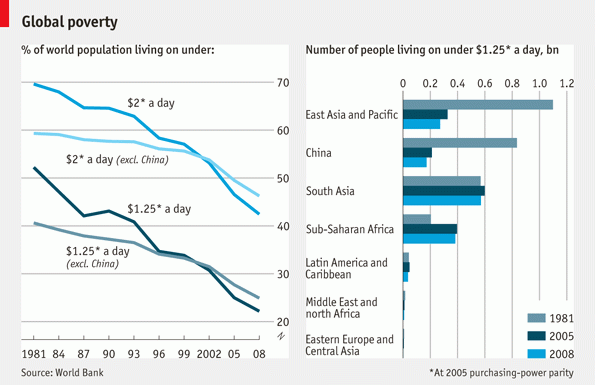 Global poverty
% of world population living on under:
70
60
50
40
30
20
$2* a day
$2* a day (excl. China)
$1.25* a day
$1.25* a day
(excl. China)
1981 84 87 90 93 96 99 2002 05 08
Source: World Bank
Number of people living on under $1.25* a day, bn
0 0.2 0.4 0.6 0.8 1.0 1.2
East Asia and Pacific
China
South Asia
Sub-Saharan Africa
Latin America and
Caribbean
Middle East and
north Africa
Eastern Europe and
Central Asia
1981
2005
2008
*At 2005 purchasing-power parity